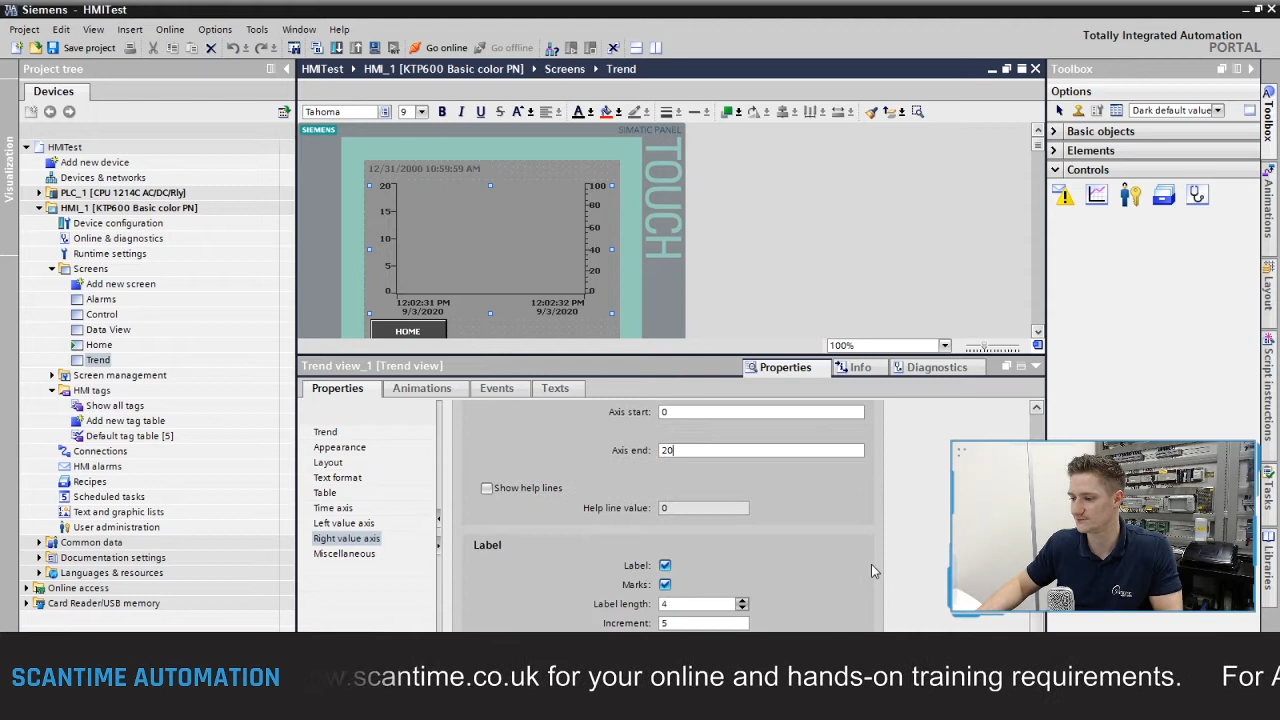 Siemens - HMITest
Project Edit View Insert Online Options Tools Window Help
Totally Integrated Automation
PORTAL
Save project Go online Go offline
Project tree
HMITest HMI_1 [KTP600 Basic color PN] Screens Trend
Toolbox
Devices
Options
Tahoma 9 B I U S A
Dark default value
Visualization
SIEMENS SIMATIC PANEL
TOUCH
Basic objects
Elements
Controls
HMITest
Add new device
Devices & networks
PLC_1 [CPU 1214C AC/DC/Rly]
HMI_1 [KTP600 Basic color PN]
Device configuration
Online & diagnostics
Runtime settings
Screens
Add new screen
Alarms
Control
Data View
Home
Trend
Screen management
HMI tags
Show all tags
Add new tag table
Default tag table [5]
Connections
HMI alarms
Recipes
Scheduled tasks
Text and graphic lists
User administration
Common data
Documentation settings
Languages & resources
Online access
Card Reader/USB memory
12/31/2000 10:59:59 AM
20 100
15 80
60
10
40
5
20
0 0
12:02:31 PM 12:02:32 PM
9/3/2020 9/3/2020
HOME
100%
Trend view_1 [Trend view]
Properties Info Diagnostics
Properties Animations Events Texts
Trend
Appearance
Layout
Text format
Table
Time axis
Left value axis
Right value axis
Miscellaneous
Axis start: 0
Axis end: 20
Show help lines
Help line value: 0
Label
Label:
Marks:
Label length: 4
Increment: 5
Toolbox
Animations
Layout
Script instructions
Tasks
Libraries
SCANTIME AUTOMATION
w.scantime.co.uk for your online and hands-on training requirements. For A